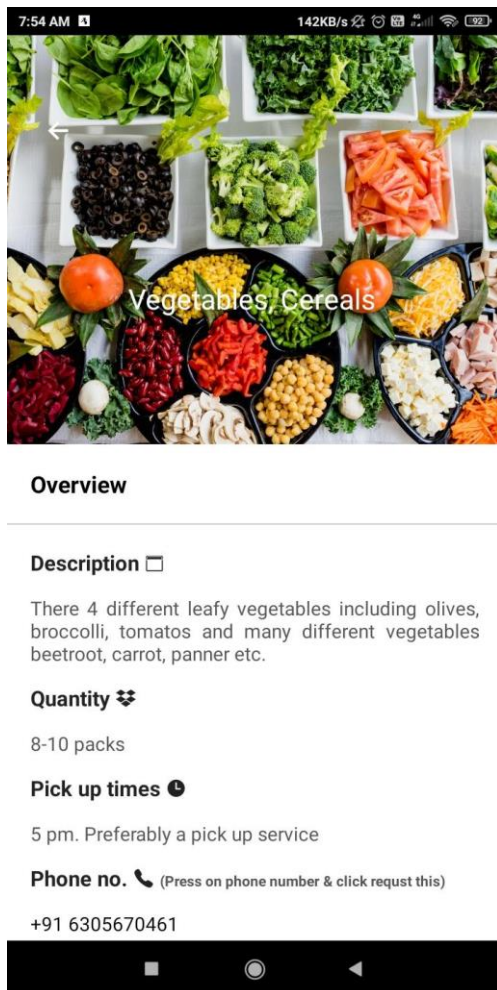 7:54 AM
142KB/s 4G 92
Vegetables, Cereals
Overview
Description
There 4 different leafy vegetables including olives,
broccolli, tomatos and many different vegetables
beetroot, carrot, panner etc.
Quantity
8-10 packs
Pick up times
5 pm. Preferably a pick up service
Phone no. (Press on phone number & click requst this)
+91 6305670461